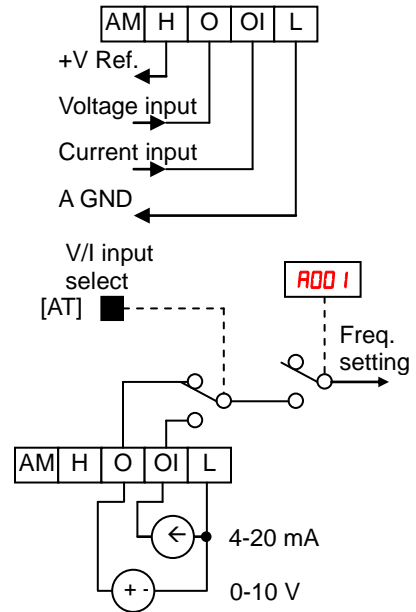 AM H O OI L
+V Ref.
Voltage input
Current input
A GND
V/I input
select
[AT]
A001
Freq.
setting
AM H O OI L
4-20 mA
+ -
0-10 V